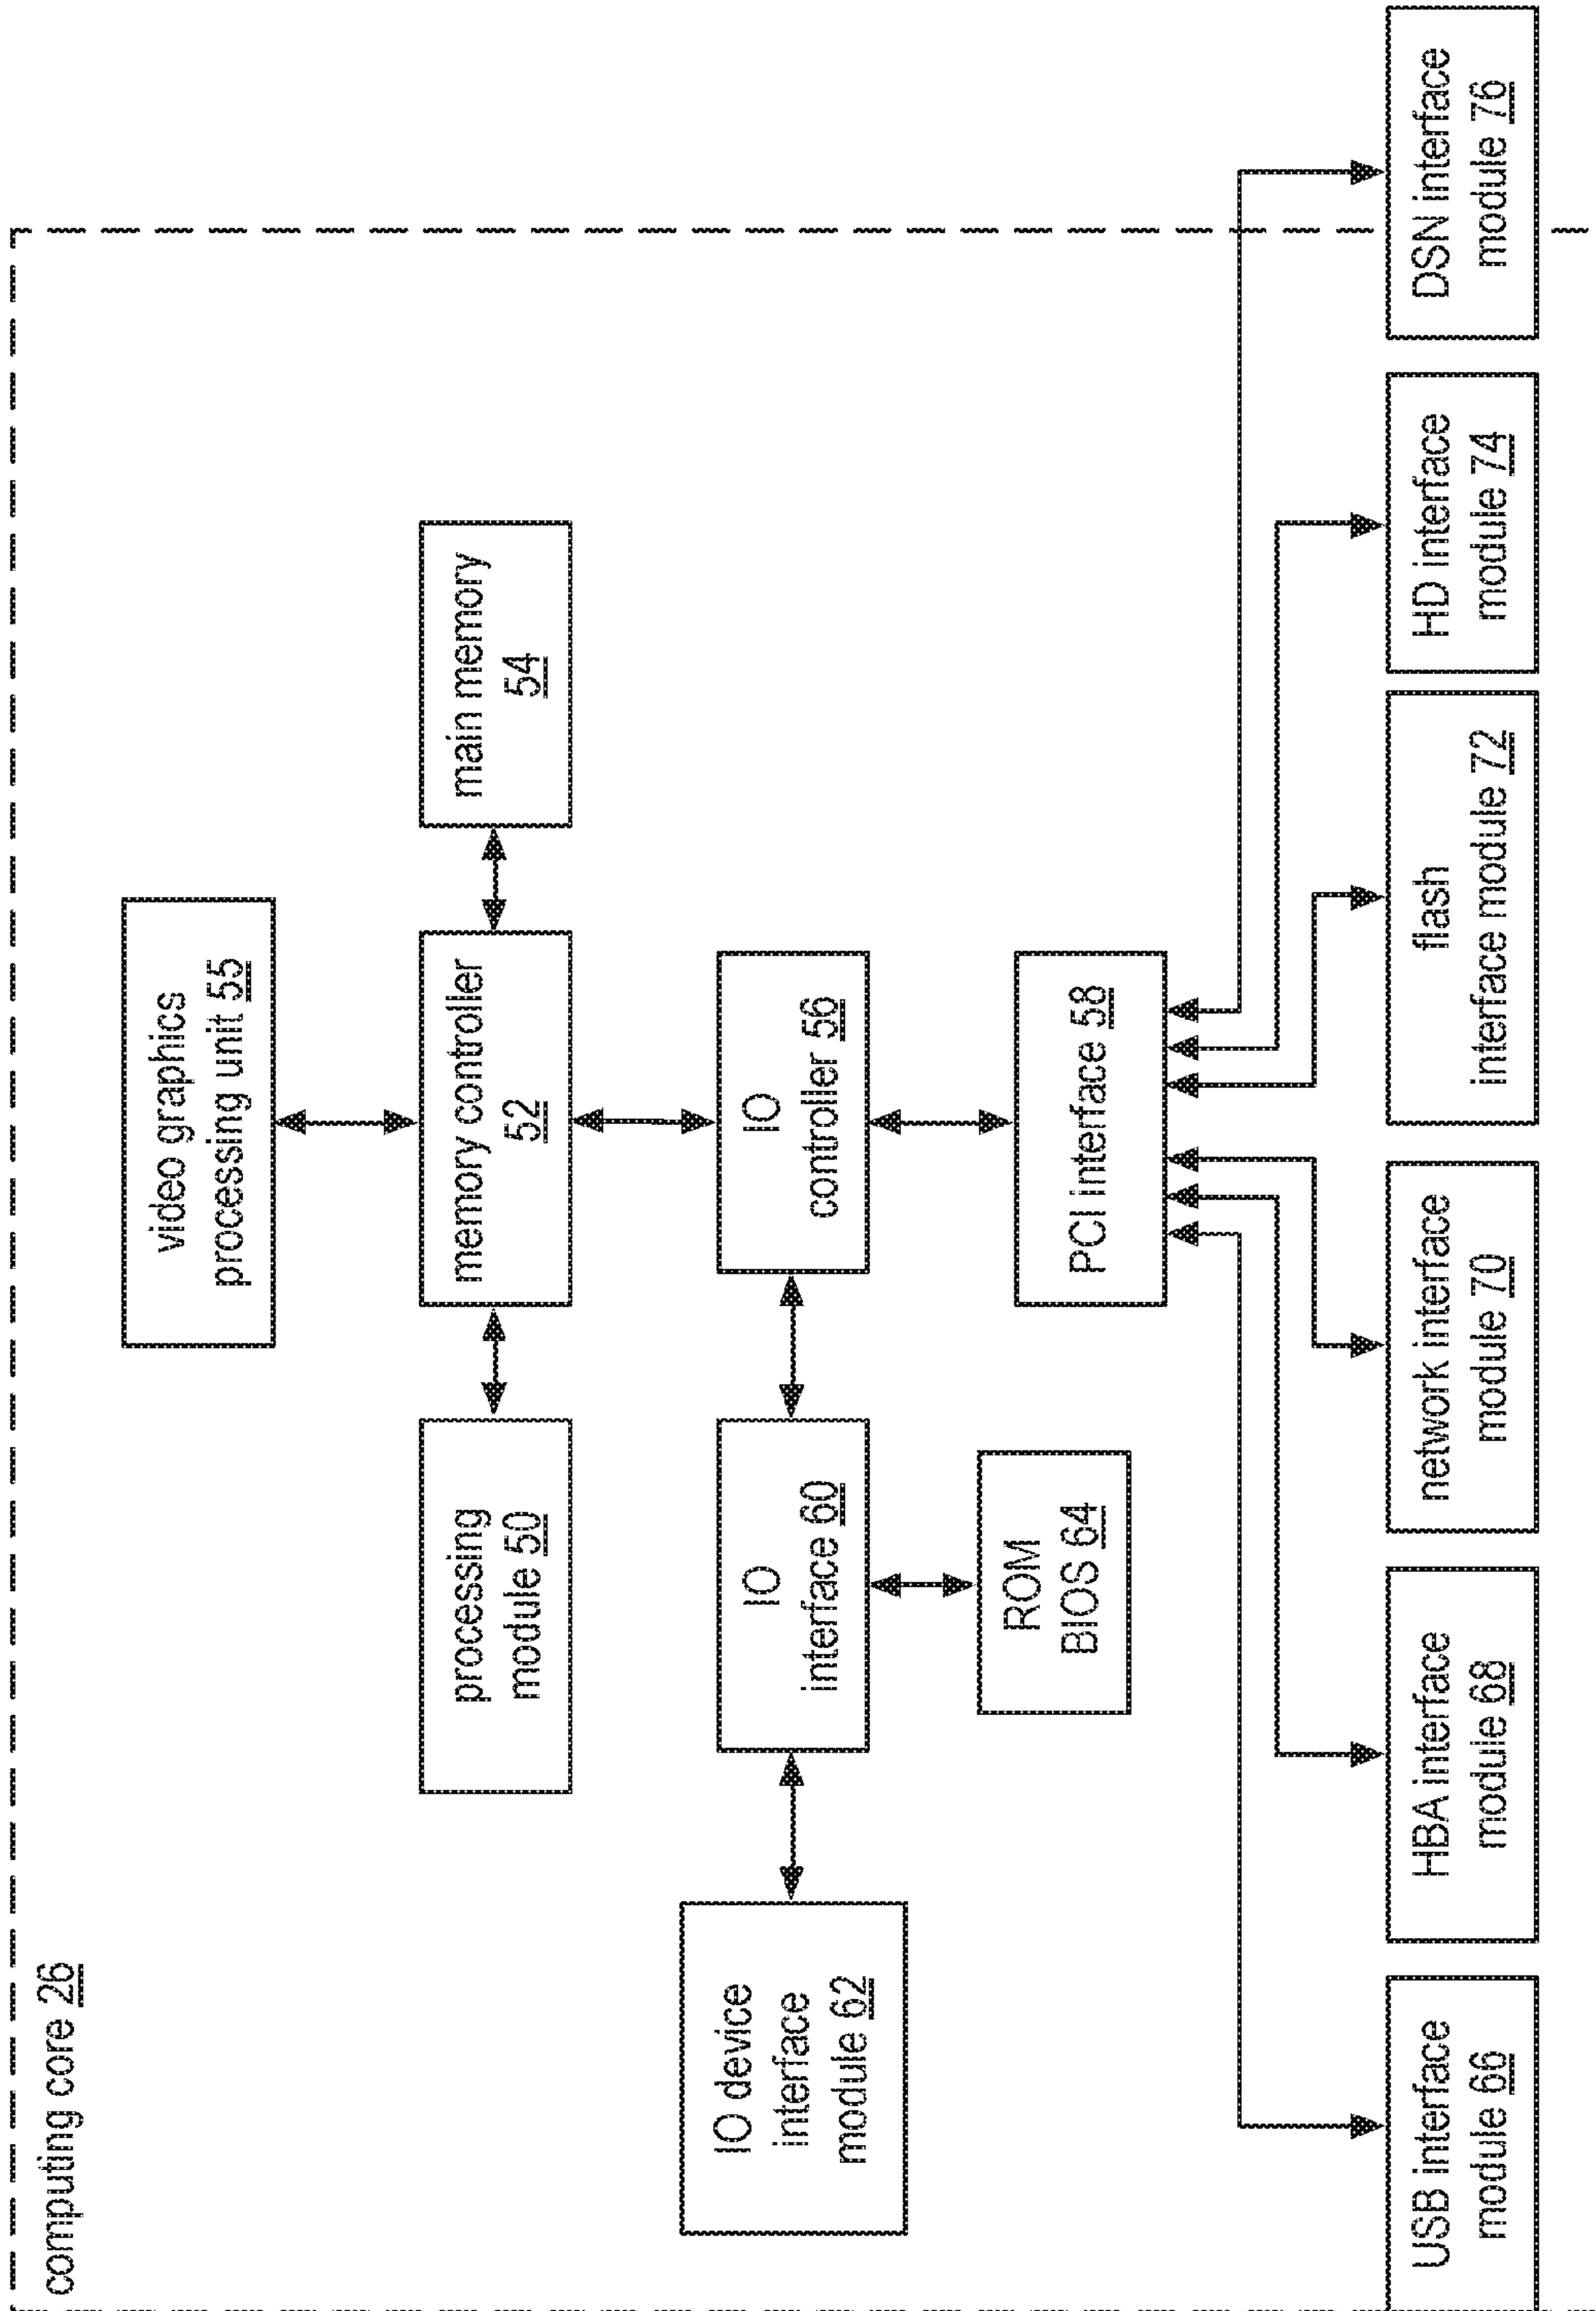 computing core 26
video graphics
processing unit 55
processing
module 50
memory controller
52
main memory
54
IO device
interface
module 62
IO
interface 60
IO
controller 56
ROM
BIOS 64
PCI interface 58
USB interface
module 66
HBA interface
module 68
network interface
module 70
flash
interface module 72
HD interface
module 74
DSN interface
module 76